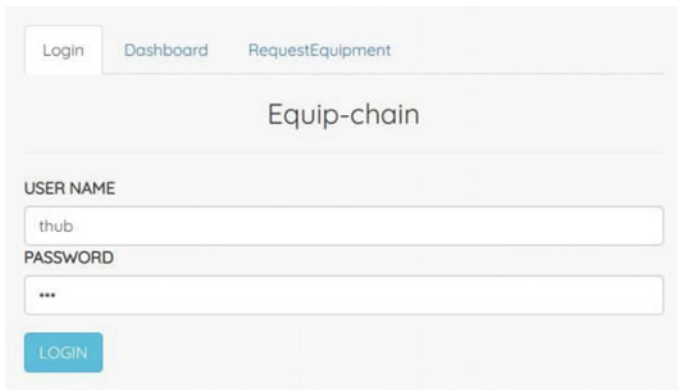 Login Dashboard RequestEquipment
Equip-chain
USER NAME
thub
PASSWORD
•••
LOGIN